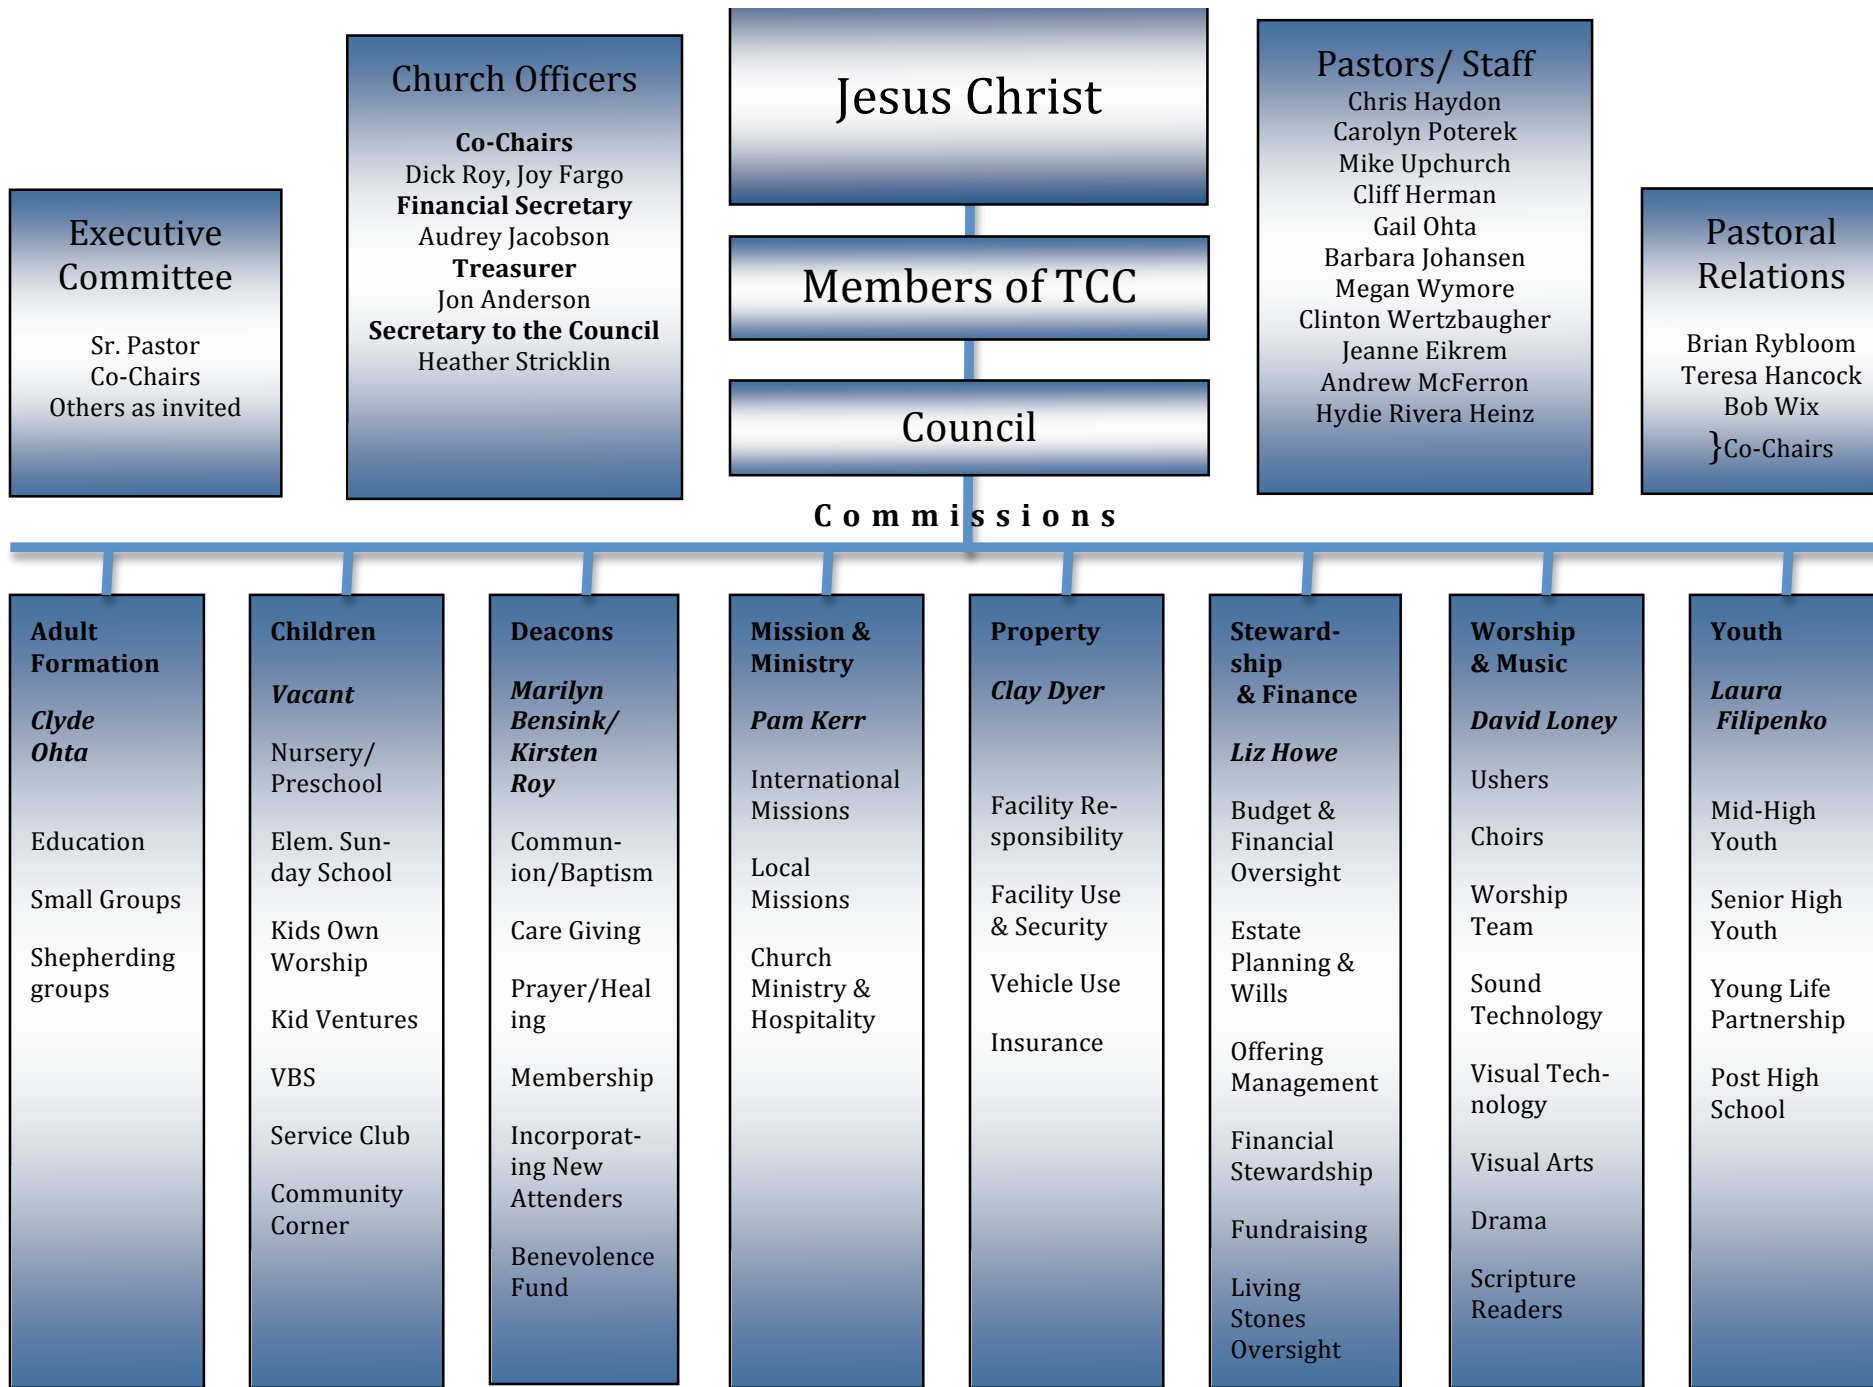 Jesus Christ
Members of TCC
Council
Executive
Committee
Sr. Pastor
Co-Chairs
Others as invited
Church Officers
Co-Chairs
Dick Roy, Joy Fargo
Financial Secretary
Audrey Jacobson
Treasurer
Jon Anderson
Secretary to the Council
Heather Stricklin
Pastors/ Staff
Chris Haydon
Carolyn Poterek
Mike Upchurch
Cliff Herman
Gail Ohta
Barbara Johansen
Megan Wymore
Clinton Wertzbaugher
Jeanne Eikrem
Andrew McFerron
Hydie Rivera Heinz
Pastoral
Relations
Brian Rybloom
Teresa Hancock
Bob Wix
}Co-Chairs
Commissions
Adult
Formation
Clyde
Ohta
Education
Small Groups
Shepherding
groups
Children
Vacant
Nursery/
Preschool
Elem. Sun-
day School
Kids Own
Worship
Kid Ventures
VBS
Service Club
Community
Corner
Deacons
Marilyn
Bensink/
Kirsten
Roy
Commun-
ion/Baptism
Care Giving
Prayer/Heal
ing
Membership
Incorporat-
ing New
Attenders
Benevolence
Fund
Mission &
Ministry
Pam Kerr
International
Missions
Local
Missions
Church
Ministry &
Hospitality
Property
Clay Dyer
Facility Re-
sponsibility
Facility Use
& Security
Vehicle Use
Insurance
Steward-
ship
& Finance
Liz Howe
Budget &
Financial
Oversight
Estate
Planning &
Wills
Offering
Management
Financial
Stewardship
Fundraising
Living
Stones
Oversight
Worship
& Music
David Loney
Ushers
Choirs
Worship
Team
Sound
Technology
Visual Tech-
nology
Visual Arts
Drama
Scripture
Readers
Youth
Laura
Filipenko
Mid-High
Youth
Senior High
Youth
Young Life
Partnership
Post High
School